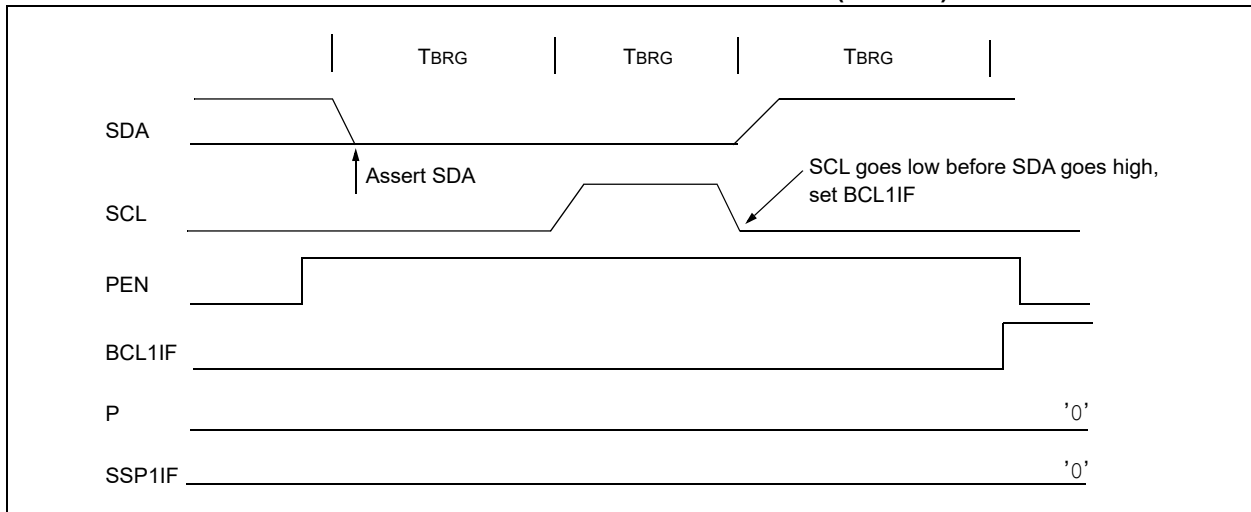 TBRG TBRG TBRG
SDA
Assert SDA
SCL goes low before SDA goes high,
set BCL1IF
SCL
PEN
BCL1IF
P '0'
SSP1IF '0'